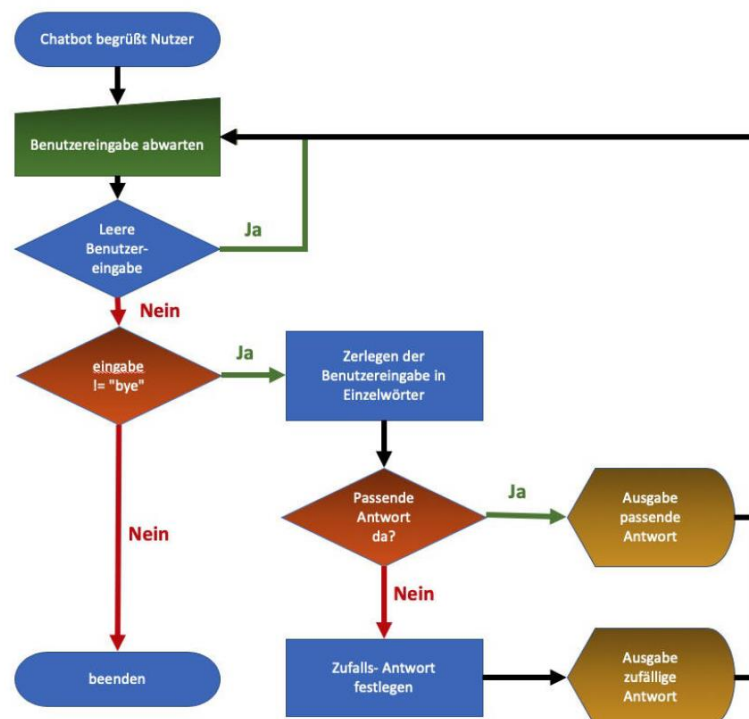 Chatbot begrüßt Nutzer
Benutzereingabe abwarten
Leere
Benutzer-
eingabe
Ja
Nein
eingabe
!= "bye"
Ja
Zerlegen der
Benutzereingabe in
Einzelwörter
Passende
Antwort
da?
Ja
Ausgabe
passende
Antwort
Nein
Nein
beenden
Zufalls- Antwort
festlegen
Ausgabe
zufällige
Antwort